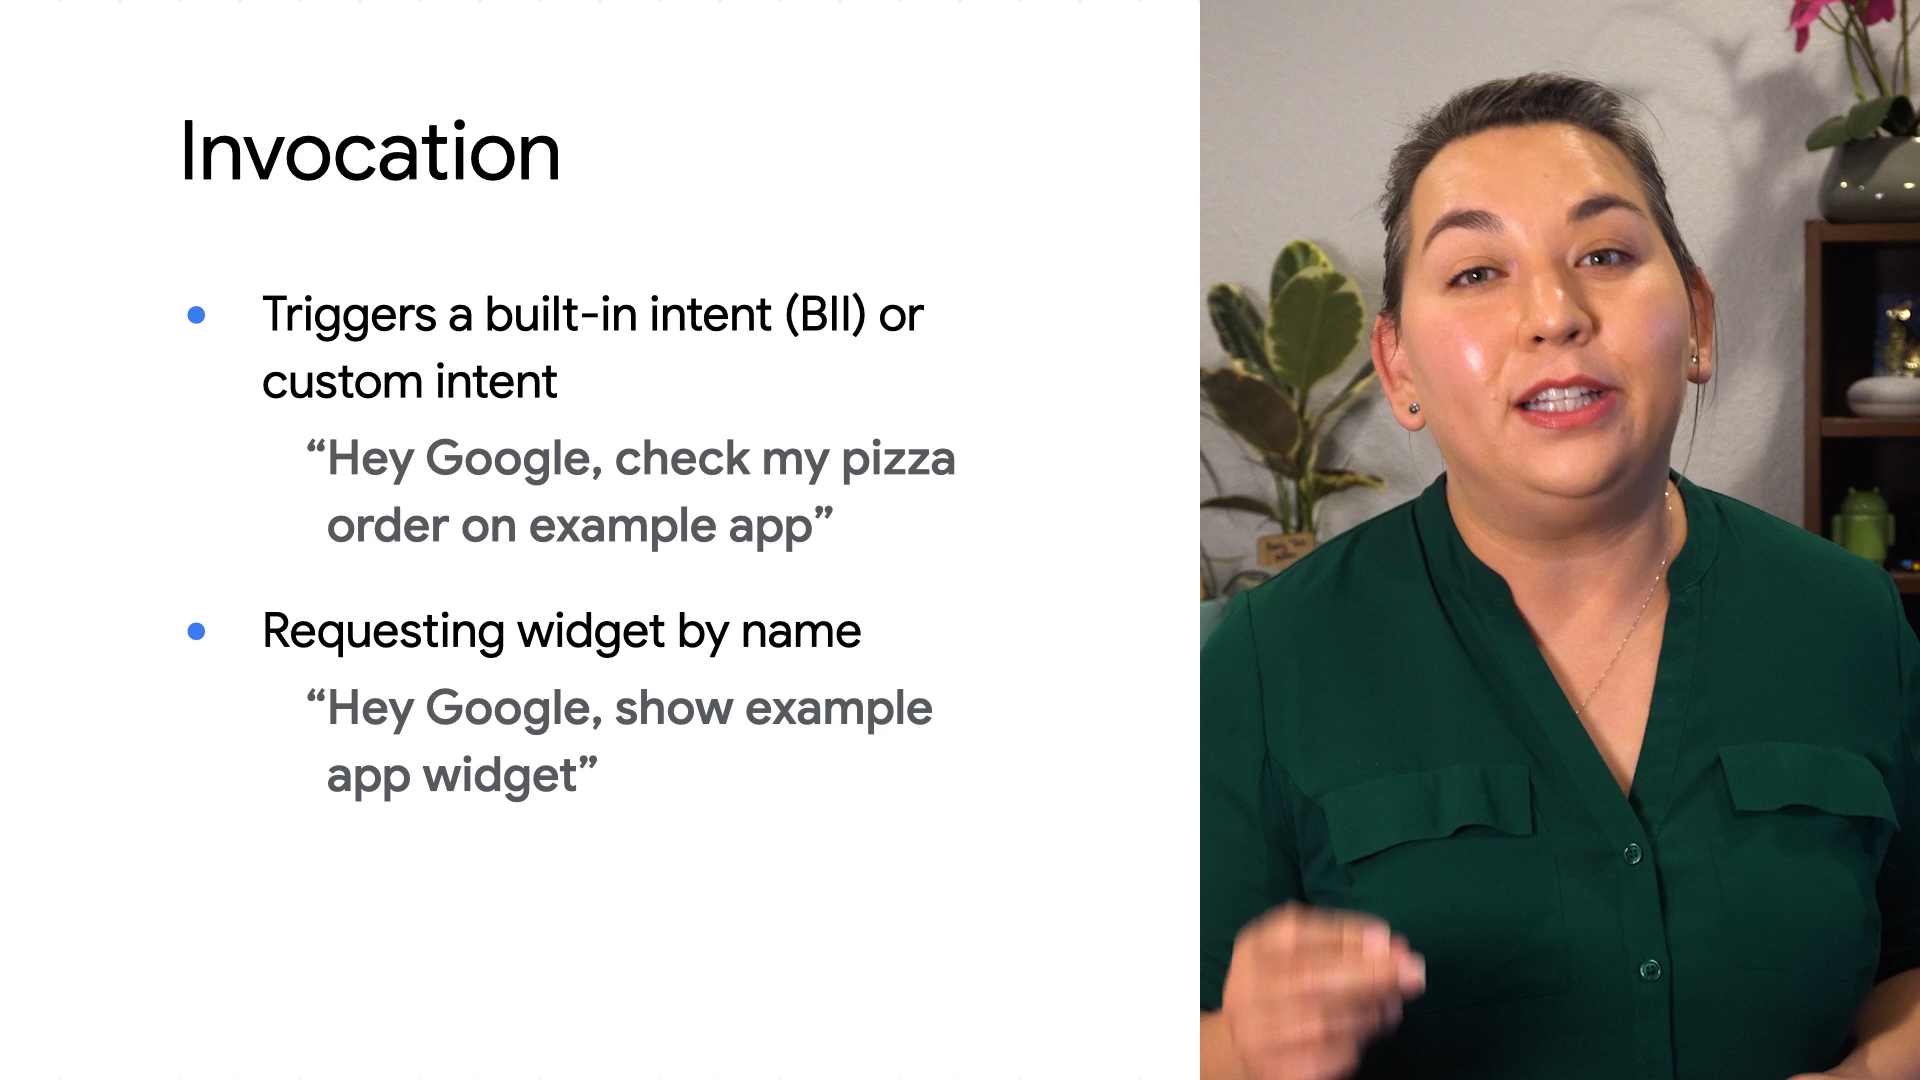 Invocation
Triggers a built-in intent (BII) or
custom intent
“Hey Google, check my pizza
order on example app”
Requesting widget by name
“Hey Google, show example
app widget”